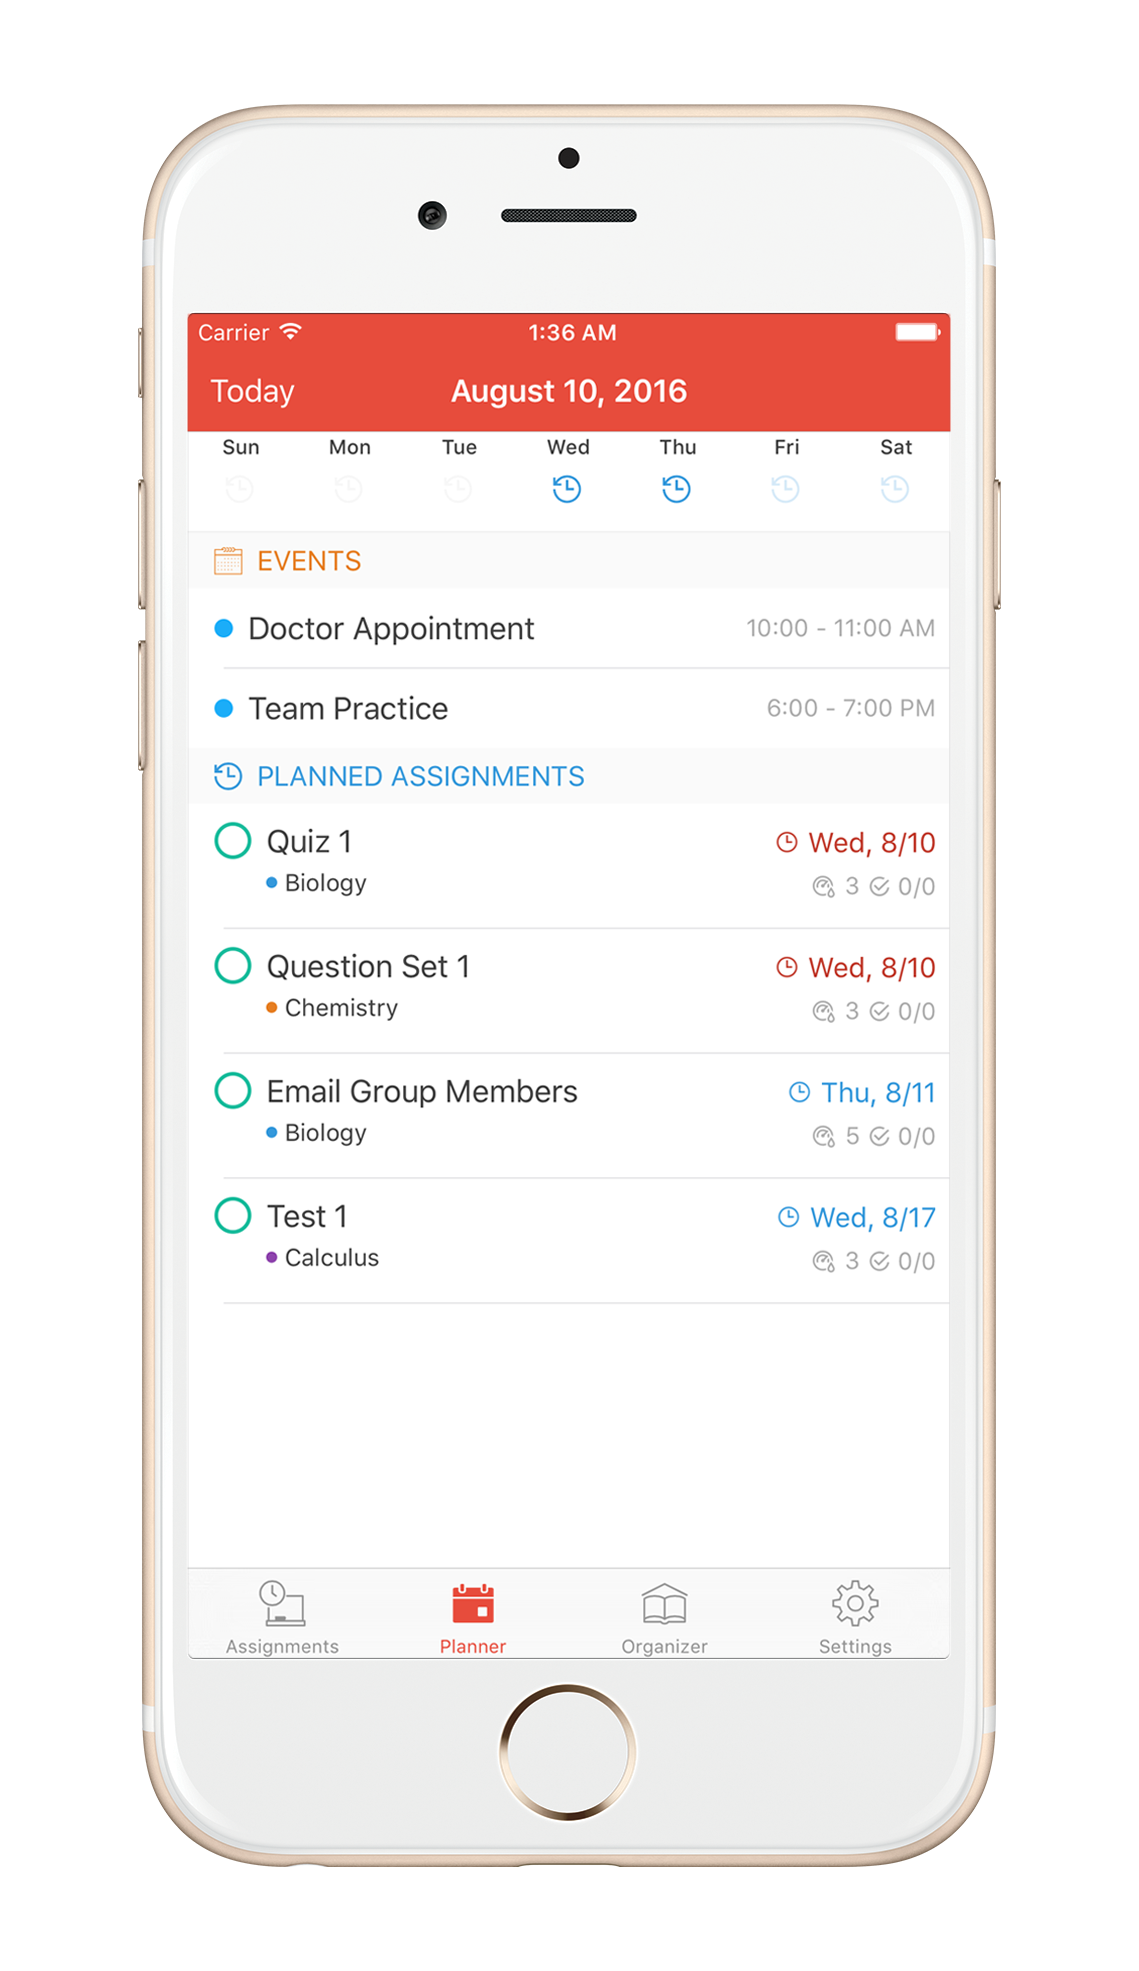 Carrier 1:36 AM
Today August 10, 2016
Sun Mon Tue Wed Thu Fri Sat
EVENTS
Doctor Appointment 10:00 - 11:00 AM
Team Practice 6:00 - 7:00 PM
PLANNED ASSIGNMENTS
Quiz 1 Wed, 8/10
Biology 3 0/0
Question Set 1 Wed, 8/10
Chemistry 3 0/0
Email Group Members Thu, 8/11
Biology 5 0/0
Test 1 Wed, 8/17
Calculus 3 0/0
Assignments Planner Organizer Settings